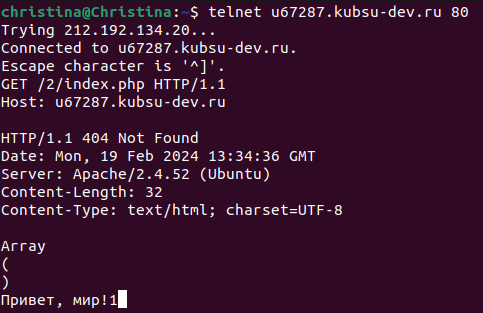 christina@Christina:~$ telnet u67287.kubsu-dev.ru 80
Trying 212.192.134.20...
Connected to u67287.kubsu-dev.ru.
Escape character is '^]'.
GET /2/index.php HTTP/1.1
Host: u67287.kubsu-dev.ru

HTTP/1.1 404 Not Found
Date: Mon, 19 Feb 2024 13:34:36 GMT
Server: Apache/2.4.52 (Ubuntu)
Content-Length: 32
Content-Type: text/html; charset=UTF-8

Array
(
)
Привет, мир!1